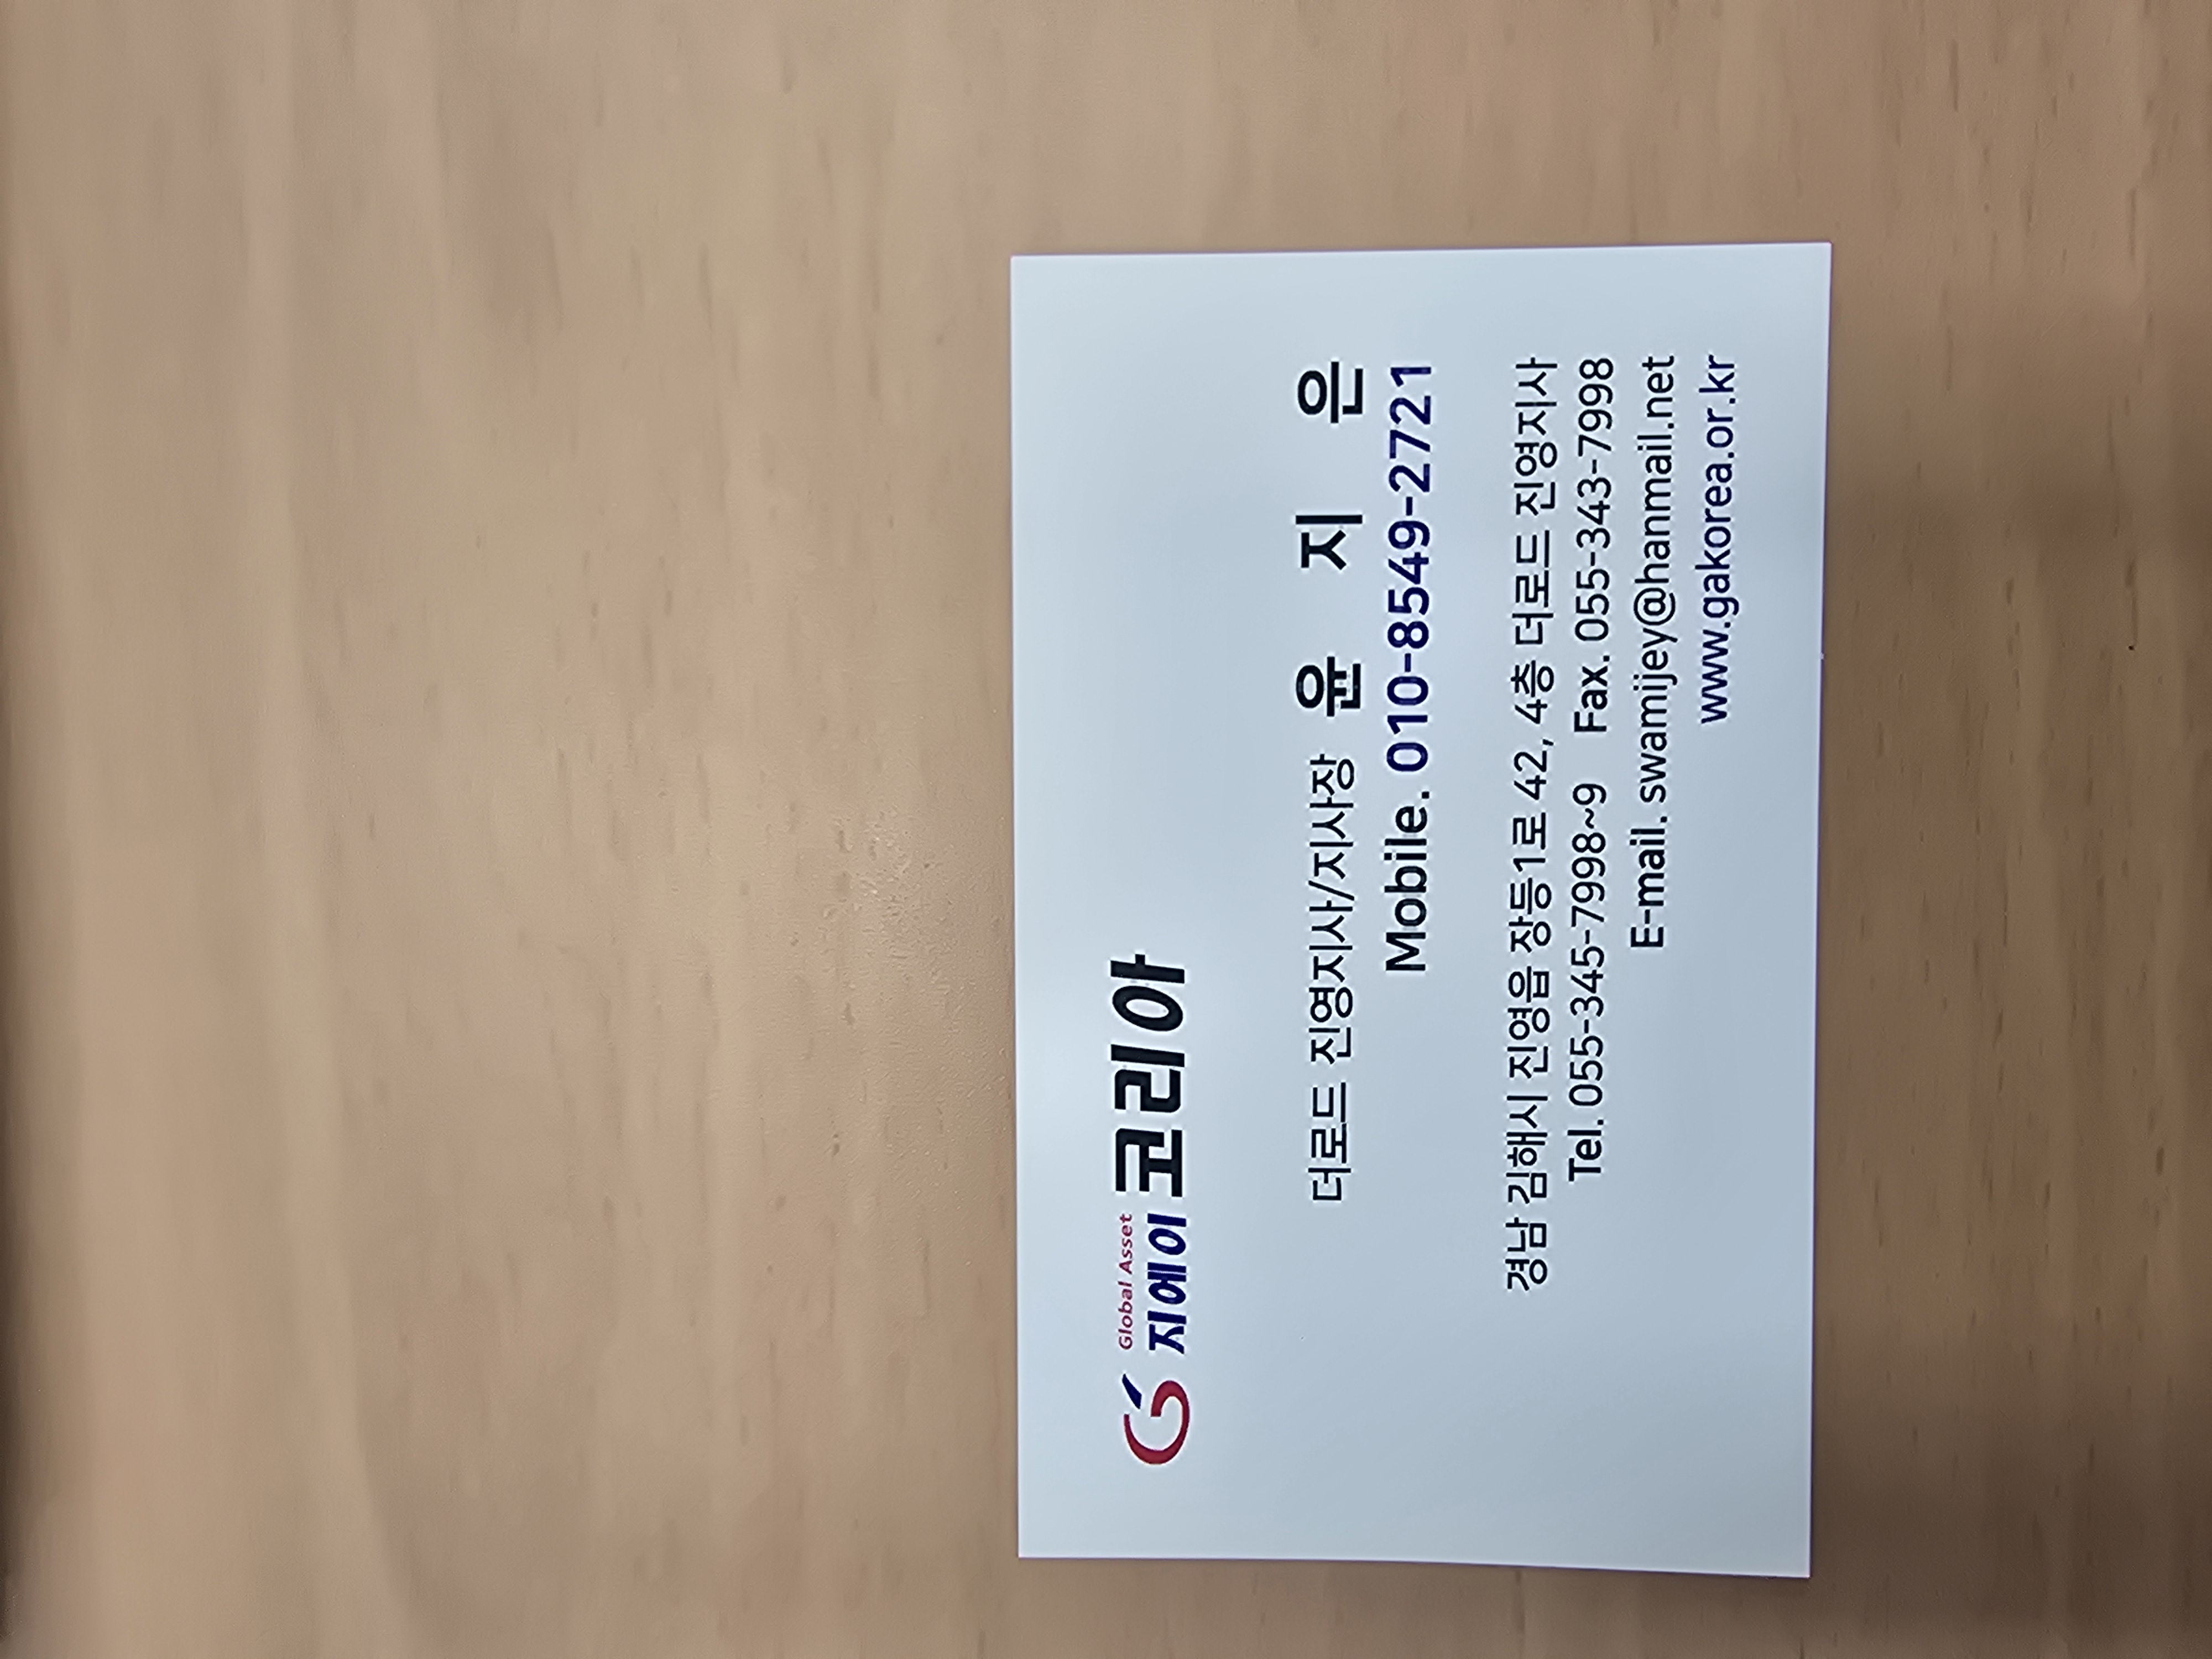 Global Asset
지에이 코리아
더로드 진영지사/지사장 윤 지 은
Mobile. 010-8549-2721
경남 김해시 진영읍 장등1로 42, 4층 더로드 진영지사
Tel. 055-345-7998~9 Fax. 055-343-7998
E-mail. swamijey@hanmail.net
www.gakorea.or.kr